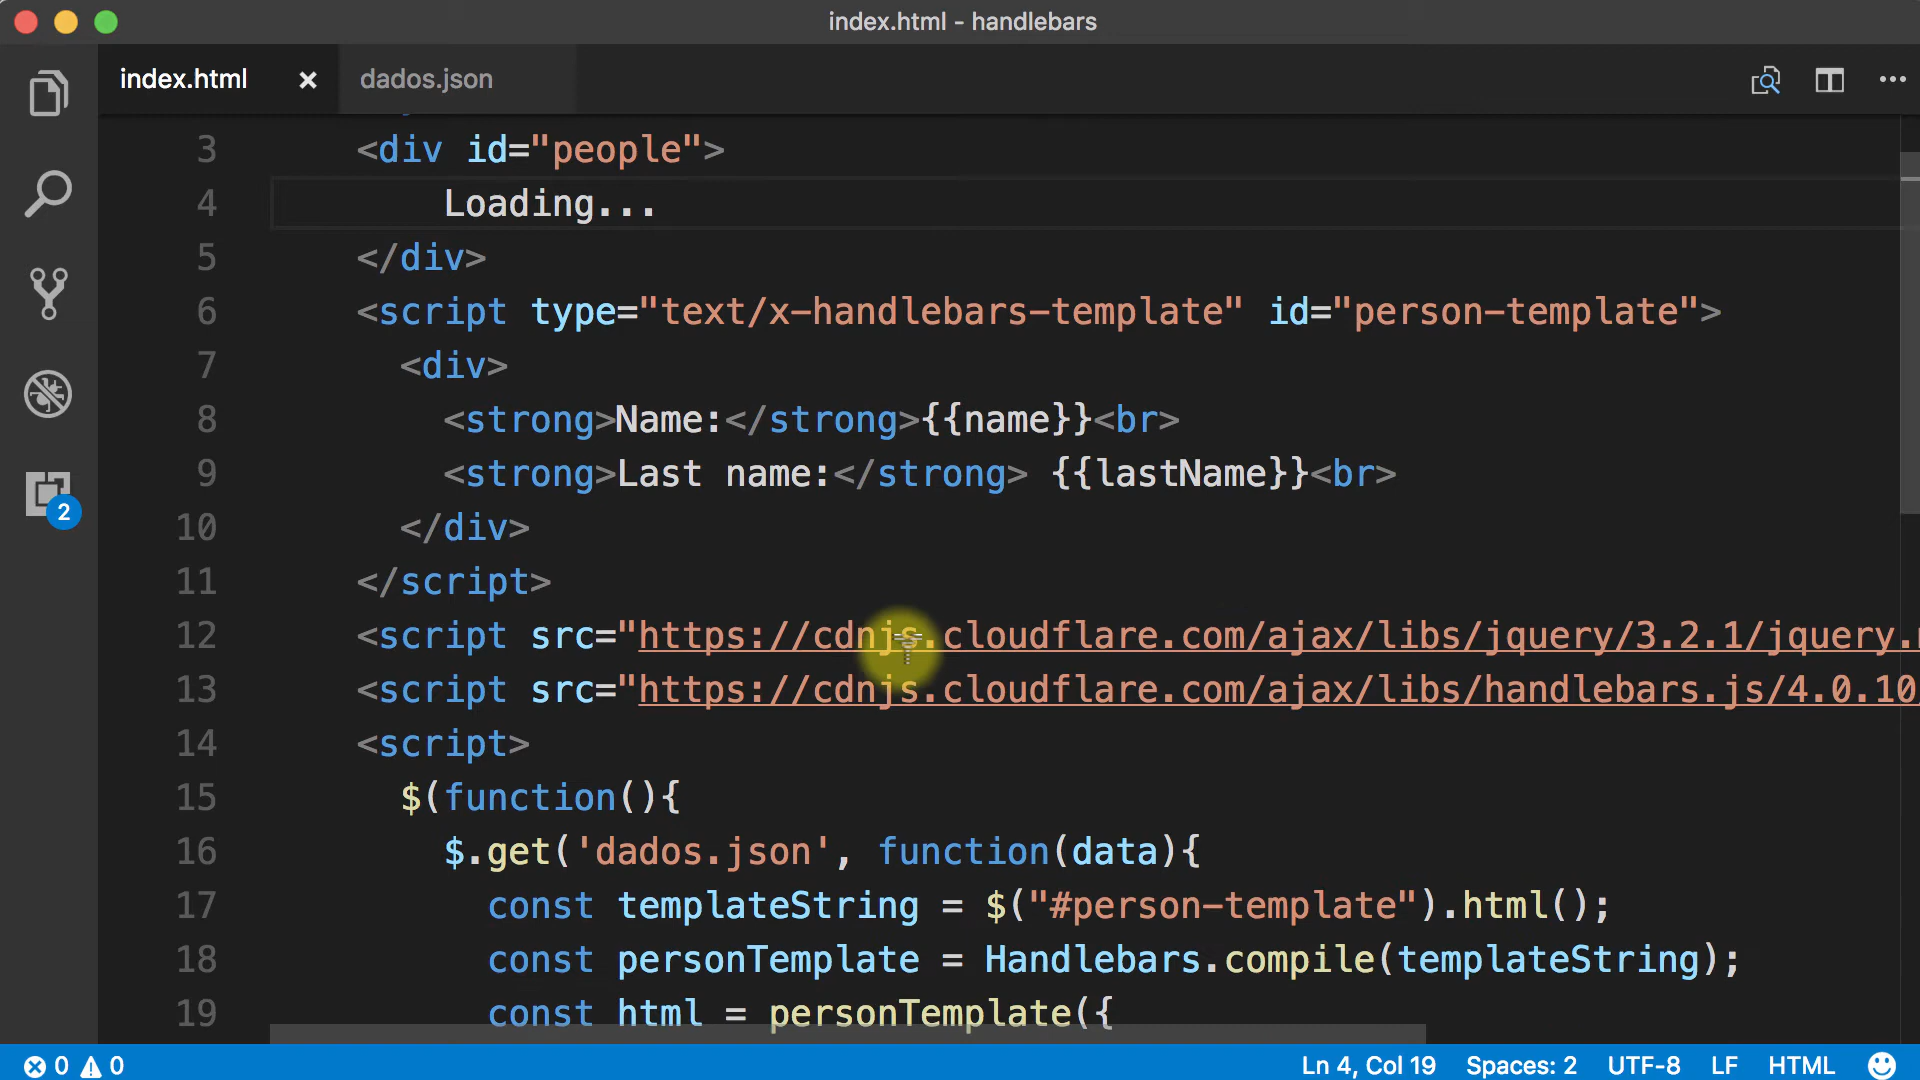 index.html - handlebars
index.html
dados.json
3 <div id="people">
4 Loading...
5 </div>
6 <script type="text/x-handlebars-template" id="person-template">
7 <div>
8 <strong>Name:</strong>{{name}}<br>
9 <strong>Last name:</strong> {{lastName}}<br>
10 </div>
11 </script>
12 <script src="https://cdnjs.cloudflare.com/ajax/libs/jquery/3.2.1/jquery.
13 <script src="https://cdnjs.cloudflare.com/ajax/libs/handlebars.js/4.0.10
14 <script>
15 $(function(){
16 $.get('dados.json', function(data){
17 const templateString = $("#person-template").html();
18 const personTemplate = Handlebars.compile(templateString);
19 const html = personTemplate({
2
0 0 Ln 4, Col 19 Spaces: 2 UTF-8 LF HTML